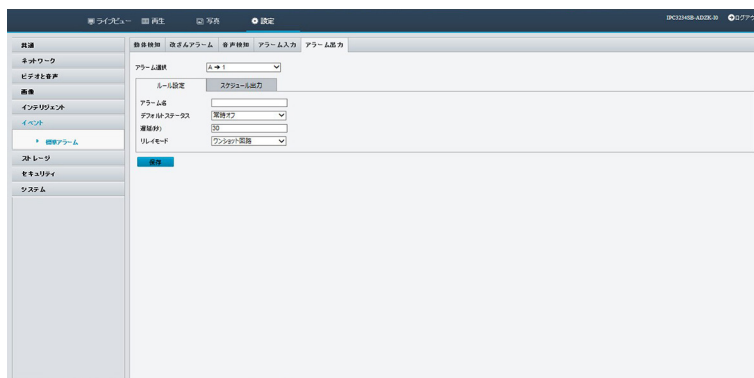 ライブビュー 再生 写真 設定 IPC3234SB-ADZK-I0 ログアウ
共通
ネットワーク
ビデオと音声
画像
インテリジェント
イベント
標準アラーム
ストレージ
セキュリティ
システム
動体検知 改ざんアラーム 音声検知 アラーム入力 アラーム出力
アラーム選択 A➔1
ルール設定 スケジュール出力
アラーム名
デフォルトステータス 常時オフ
遅延(秒) 30
リレイモード ワンショット回路
保存